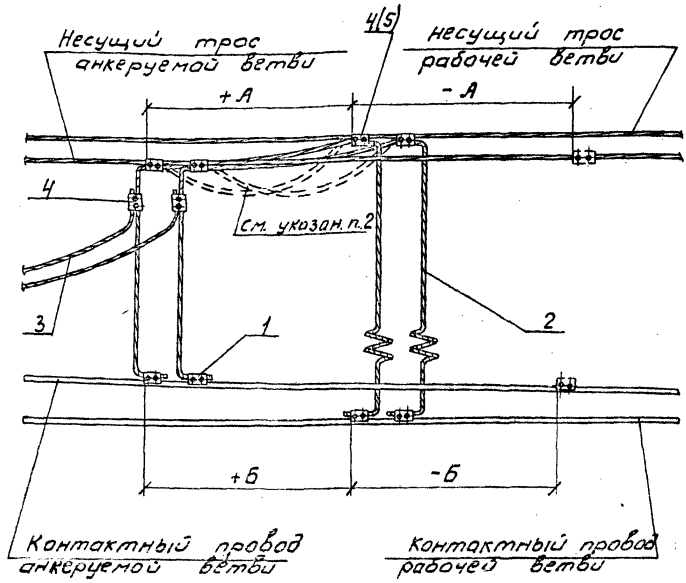 4(5)
Несущий трос
анкеруемой ветви
Несущий трос
рабочей ветви
+А
-А
4
См. указан. п.2
3
1
2
+Б
-Б
Контактный провод
анкеруемой ветви
Контактный провод
рабочей ветви